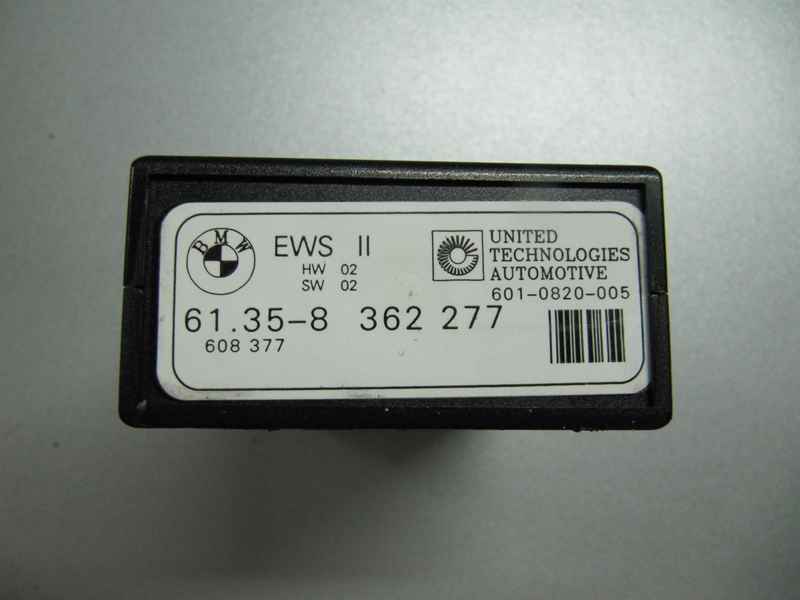 BMW
EWS II
HW 02
SW 02
UNITED
TECHNOLOGIES
AUTOMOTIVE
601-0820-005
61.35-8 362 277
608 377